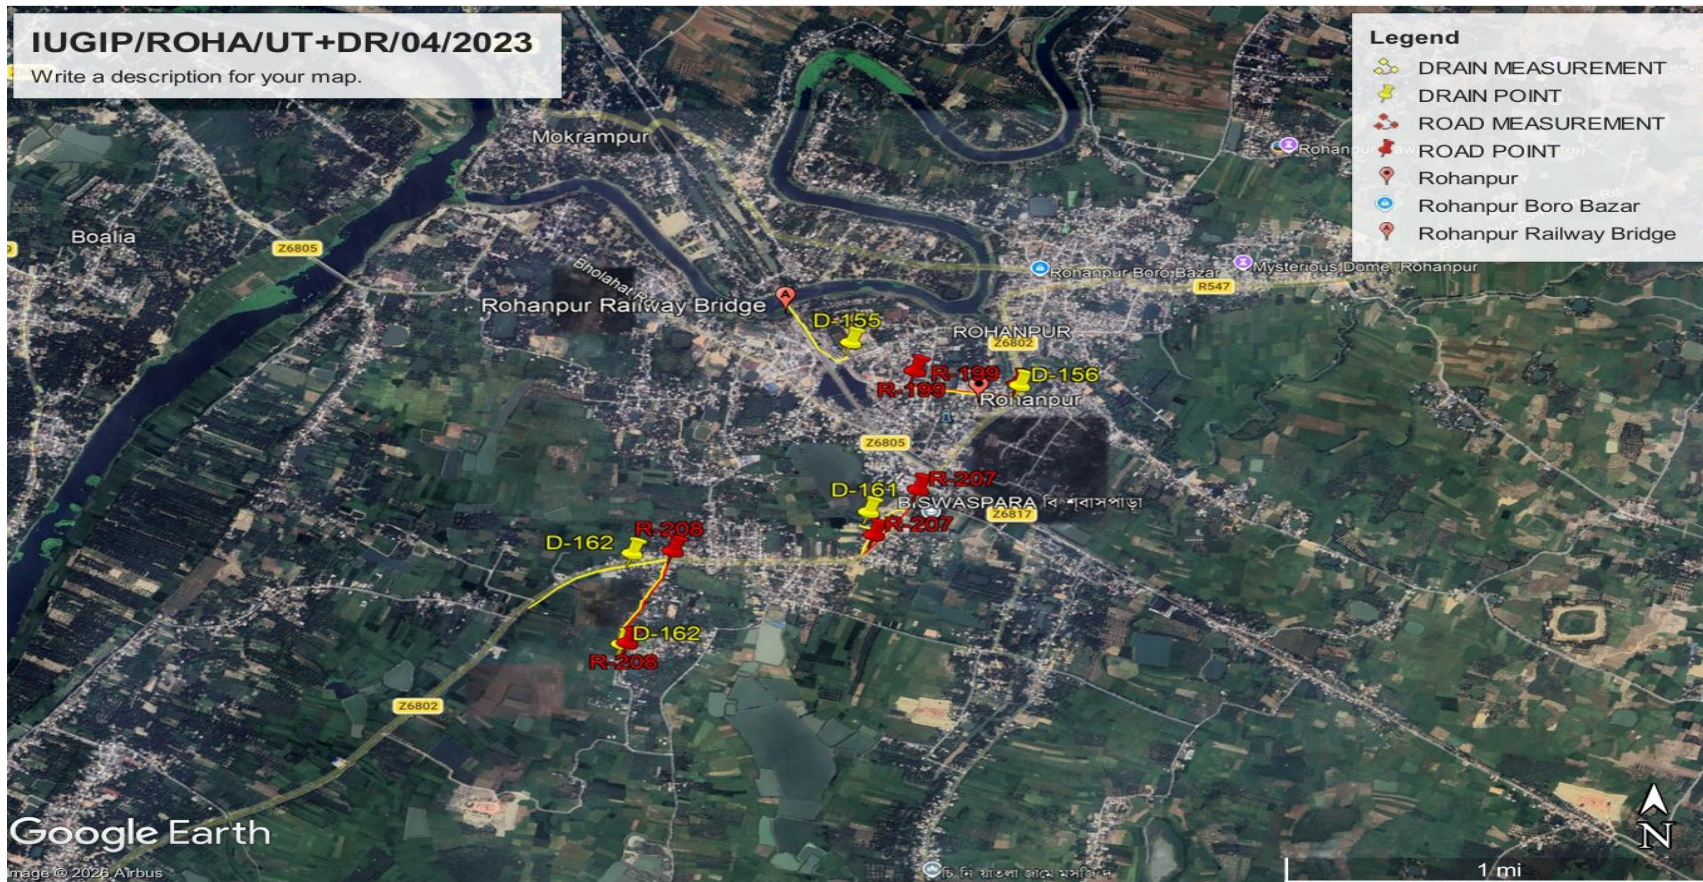 IUGIP/ROHA/UT+DR/04/2023
Write a description for your map.
Legend
DRAIN MEASUREMENT
DRAIN POINT
ROAD MEASUREMENT
ROAD POINT
Rohanpur
Rohanpur Boro Bazar
Rohanpur Railway Bridge
Mokrampur
Boalia
Z6805
Bholahat Rd
Rohanpur Boro Bazar
Mysterious Dome, Rohanpur
R547
Rohanpur Railway Bridge
D-155
ROHANPUR
Z6802
R-199
D-156
R-199
Rohanpur
Z6805
R-207
D-161
BISWASPARA বিশ্বাসপাড়া
Z6817
R-207
R-208
D-162
D-162
R-208
Z6802
Google Earth
N
1 mi
Image © 2026 Airbus